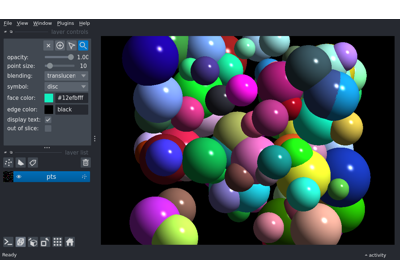 File View Window Plugins Help
layer controls
opacity: 1.00
point size: 10
blending: translucen
symbol: disc
face color: #12efbfff
edge color: black
display text:
out of slice:
layer list
pts
Ready
activity